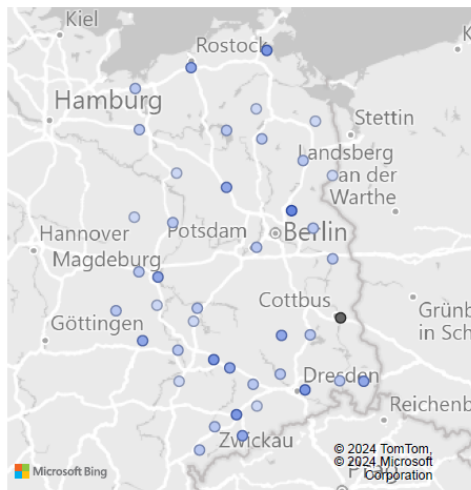 Kiel
Rostock
Hamburg
Stettin
Landsberg
an der
Warthe
Hannover
Potsdam
Berlin
Magdeburg
Cottbus
Grünb
in Sch
Göttingen
Dresden
Reichenb
Zwickau
© 2024 TomTom,
© 2024 Microsoft
Corporation
Microsoft Bing